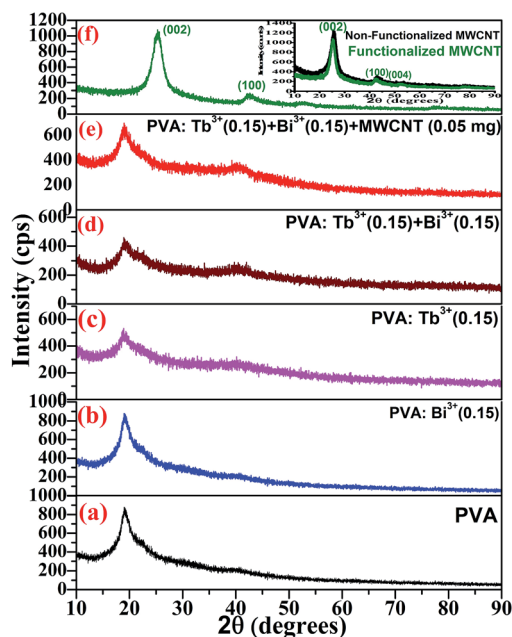 (f)
(002)
(100)
1200
1000
800
600
400
200
0
1400
1200
1000
800
600
400
200
0
Intensity(counts)
(002)
Non-Functionalized MWCNT
Functionalized MWCNT
(100)
(004)
10 20 30 40 50 60 70 80 90
2θ (degrees)
(e)
PVA: Tb³⁺(0.15)+Bi³⁺(0.15)+MWCNT (0.05 mg)
600
400
200
0
(d)
PVA: Tb³⁺(0.15)+Bi³⁺(0.15)
600
400
200
0
(c)
PVA: Tb³⁺(0.15)
600
400
200
(b)
PVA: Bi³⁺(0.15)
1000
800
600
400
200
(a)
PVA
1000
800
600
400
200
0
10 20 30 40 50 60 70 80 90
2θ (degrees)
Intensity (cps)